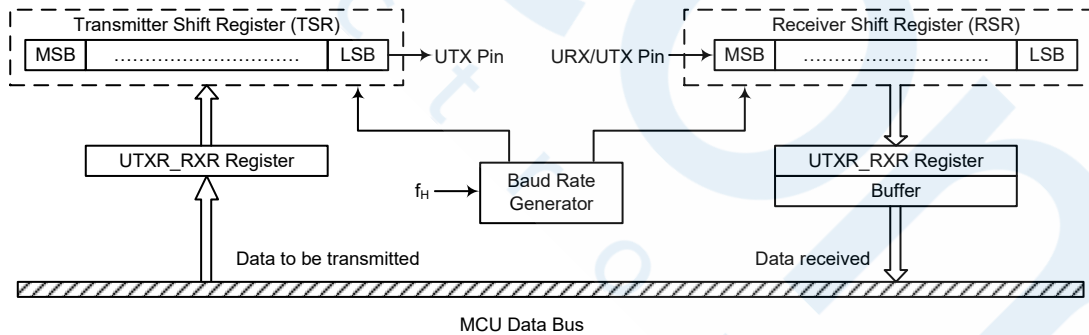 Transmitter Shift Register (TSR)
MSB ………………………… LSB
UTX Pin
Receiver Shift Register (RSR)
URX/UTX Pin
MSB ………………………… LSB
UTXR_RXR Register
fH
Baud Rate
Generator
UTXR_RXR Register
Buffer
Data to be transmitted
Data received
MCU Data Bus